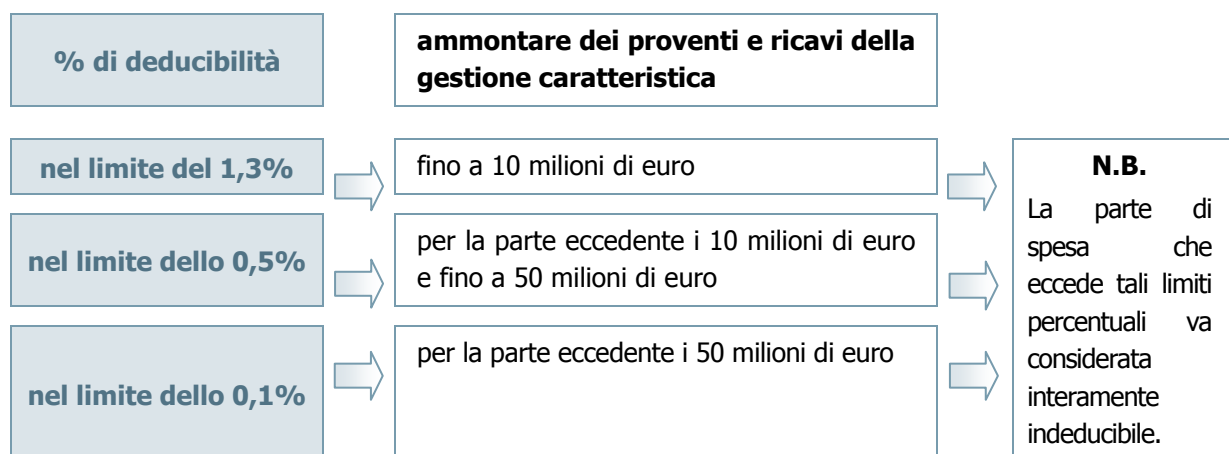 % di deducibilità
ammontare dei proventi e ricavi della
gestione caratteristica
nel limite del 1,3%
fino a 10 milioni di euro
nel limite dello 0,5%
per la parte eccedente i 10 milioni di euro
e fino a 50 milioni di euro
nel limite dello 0,1%
per la parte eccedente i 50 milioni di euro
N.B.
La parte di
spesa che
eccede tali limiti
percentuali va
considerata
interamente
indeducibile.